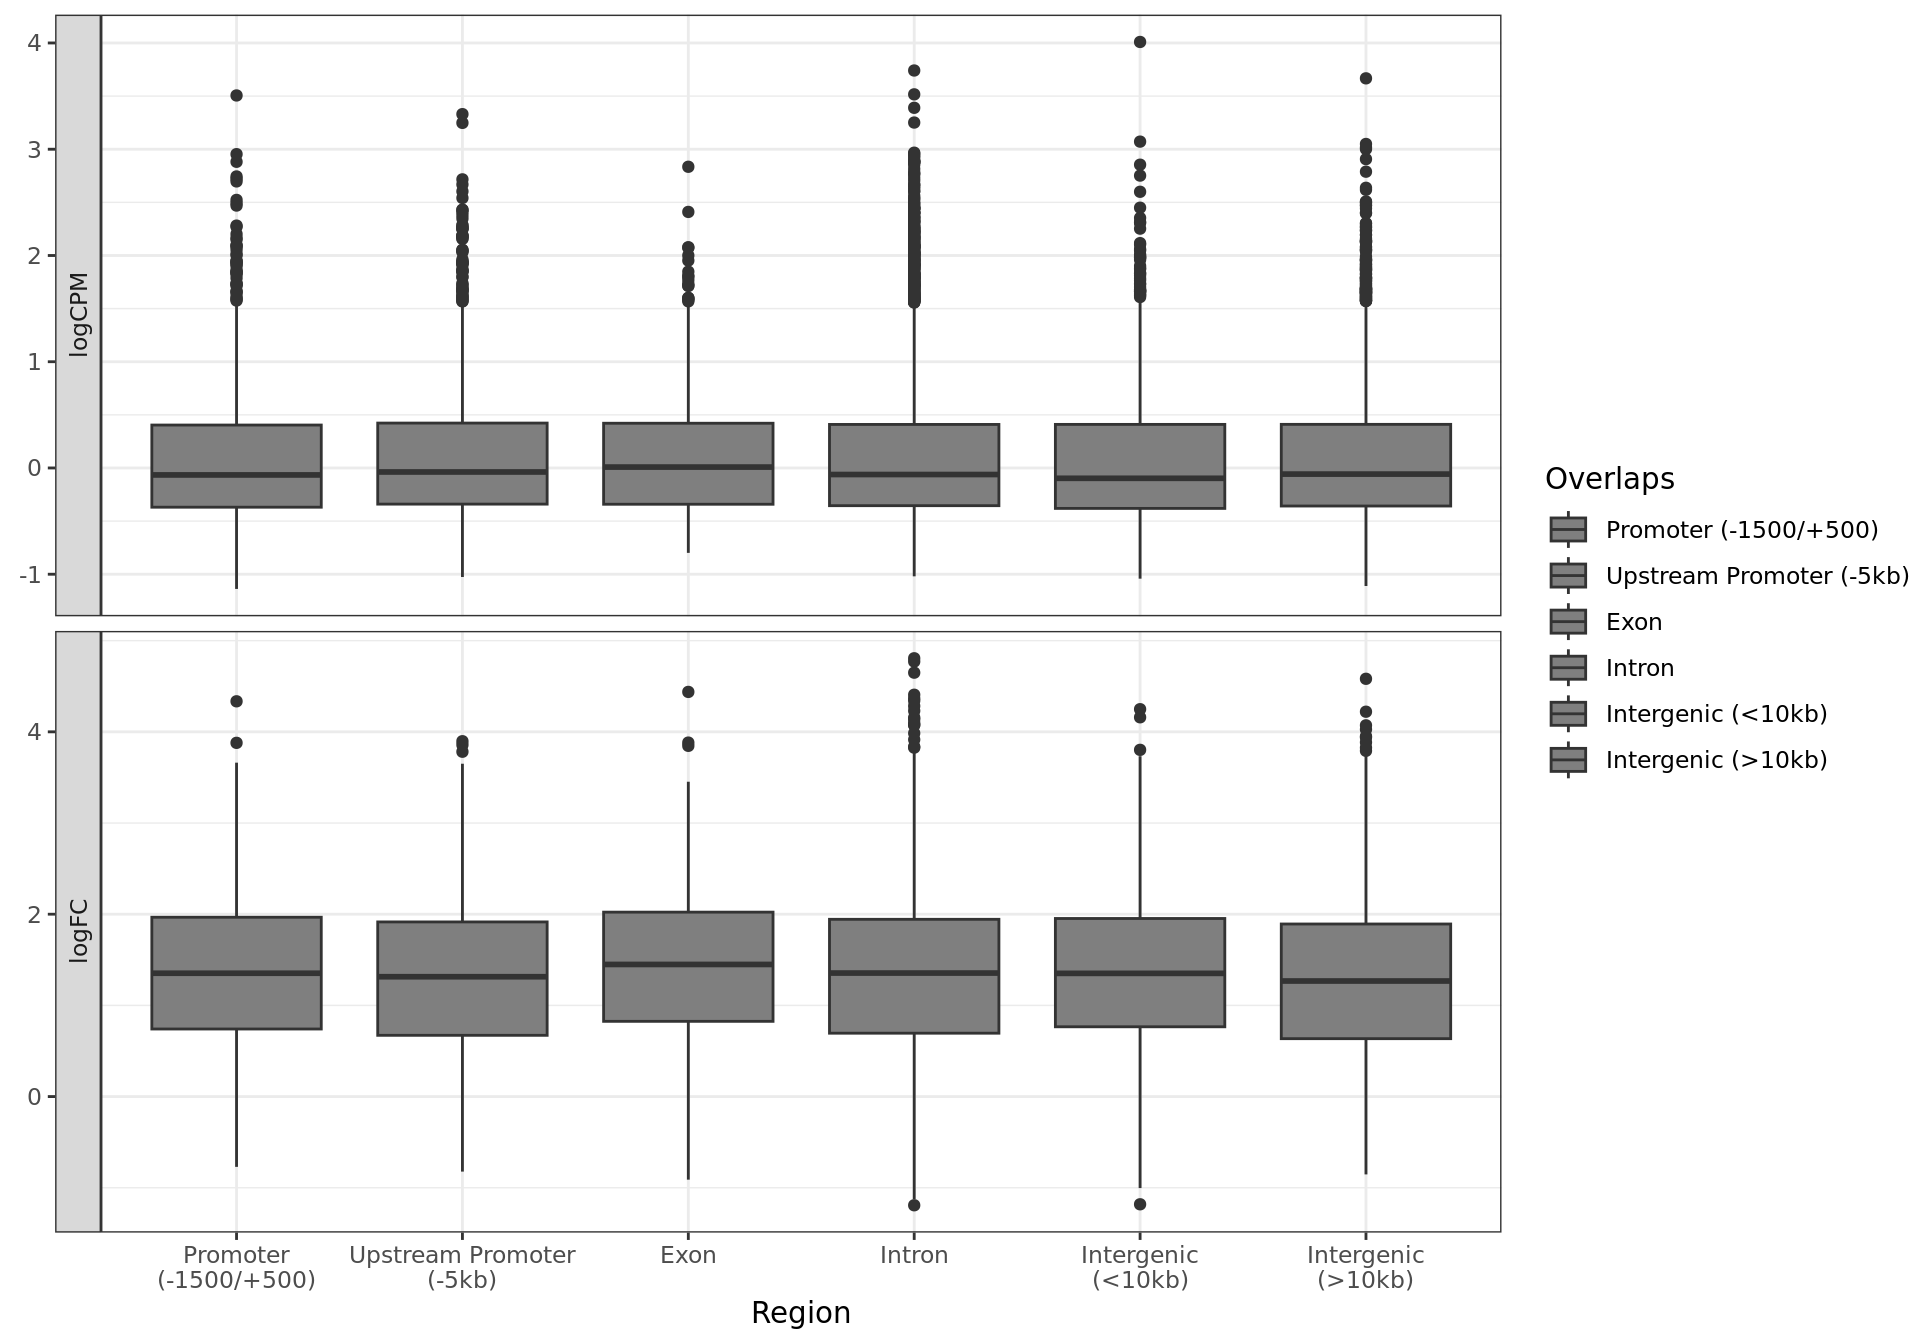 4
3
2
1
0
-1
logCPM
4
2
0
logFC
Promoter
(-1500/+500)
Upstream Promoter
(-5kb)
Exon
Intron
Intergenic
(<10kb)
Intergenic
(>10kb)
Region
Overlaps
Promoter (-1500/+500)
Upstream Promoter (-5kb)
Exon
Intron
Intergenic (<10kb)
Intergenic (>10kb)